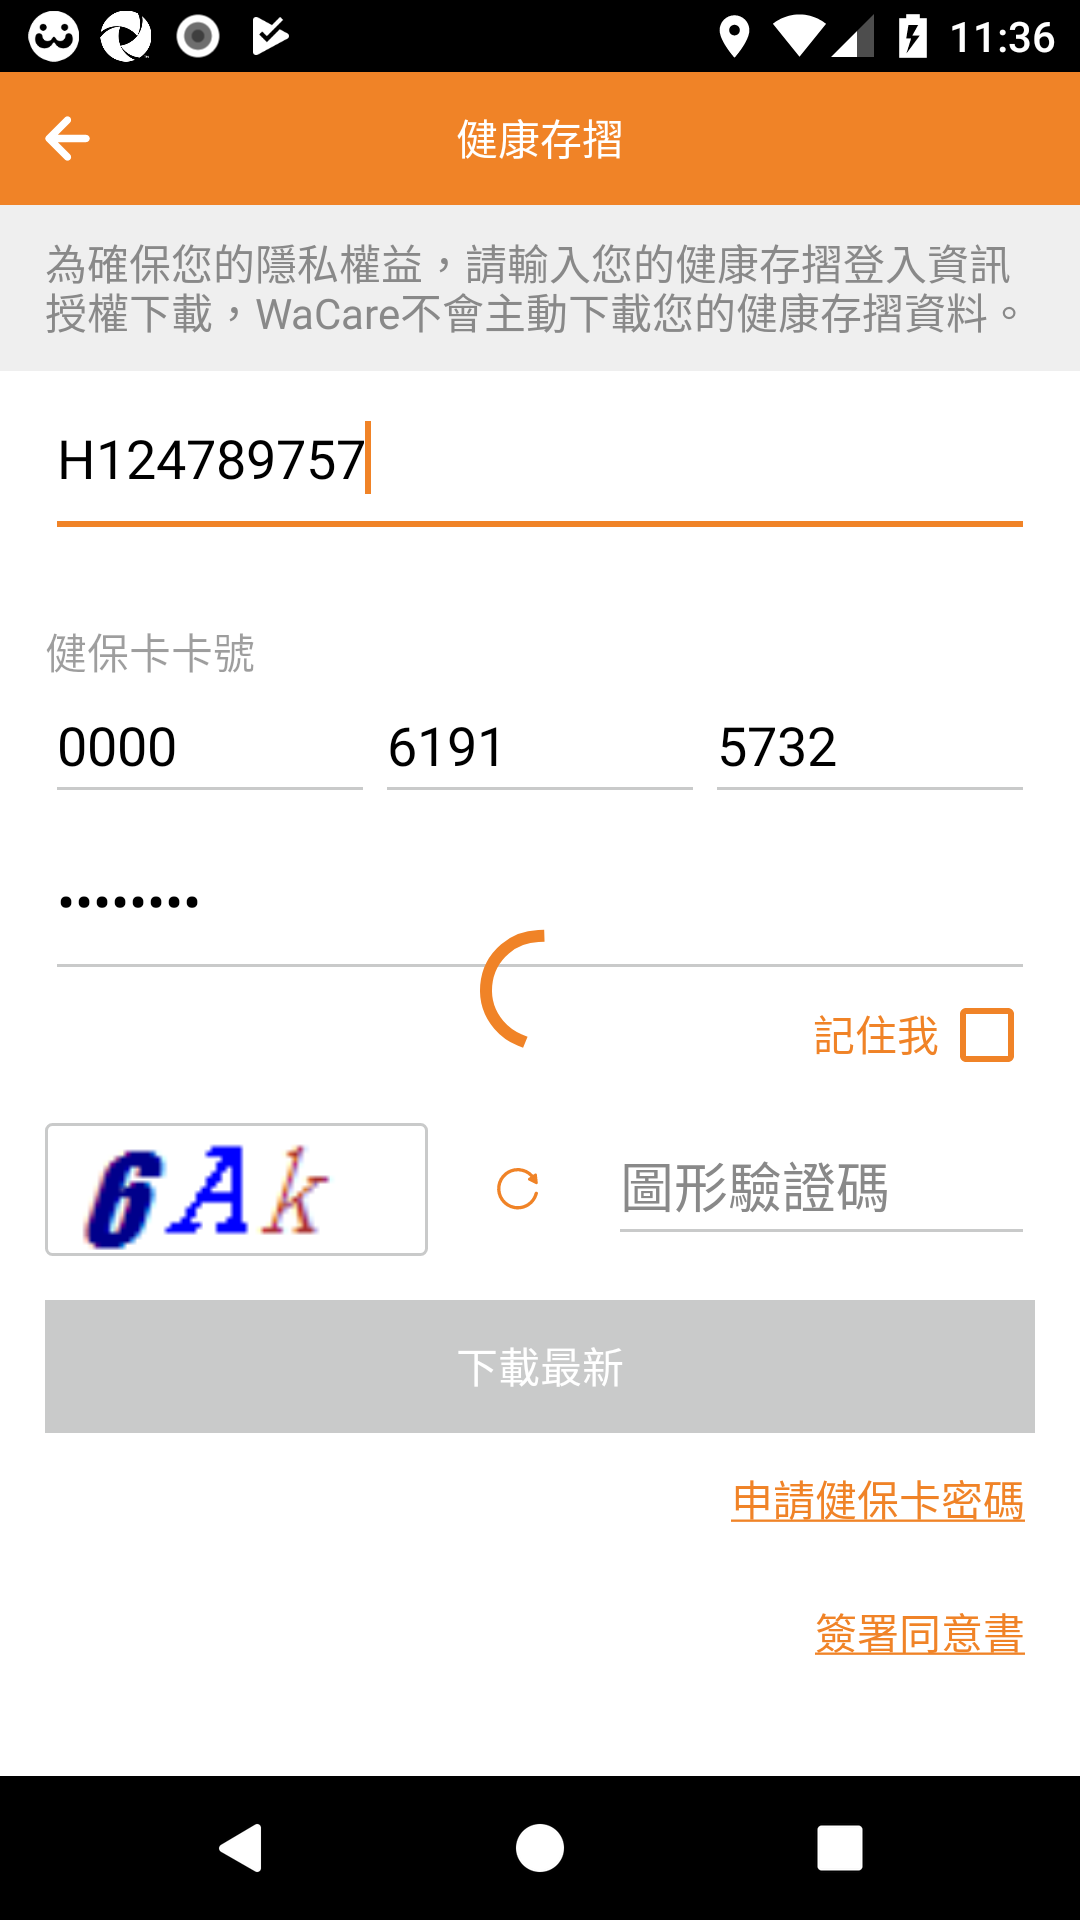 11:36
健康存摺
為確保您的隱私權益，請輸入您的健康存摺登入資訊
授權下載，WaCare不會主動下載您的健康存摺資料。
H124789757
健保卡卡號
0000 6191 5732
••••••••
記住我
6Ak 圖形驗證碼
下載最新
申請健保卡密碼
簽署同意書